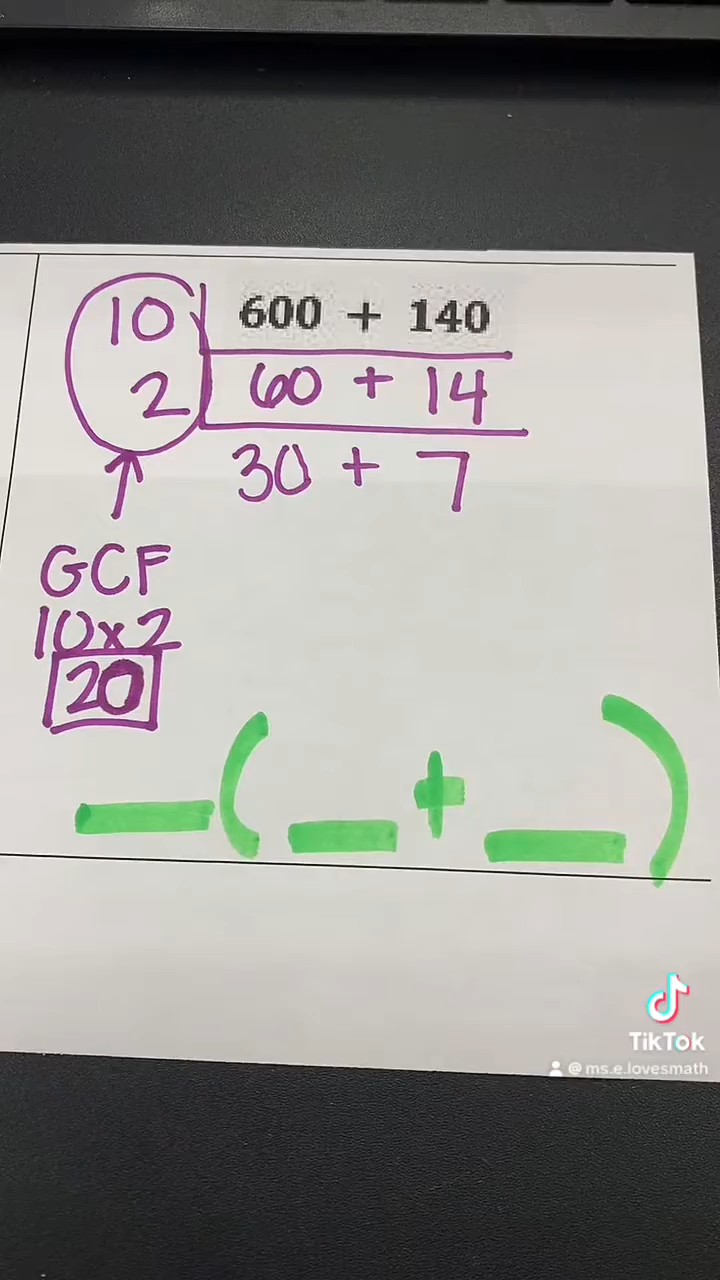 10 600 + 140
2 60 + 14
30 + 7
GCF
10x2
20
_ ( _ + _ )
TikTok
@ms.e.lovesmath